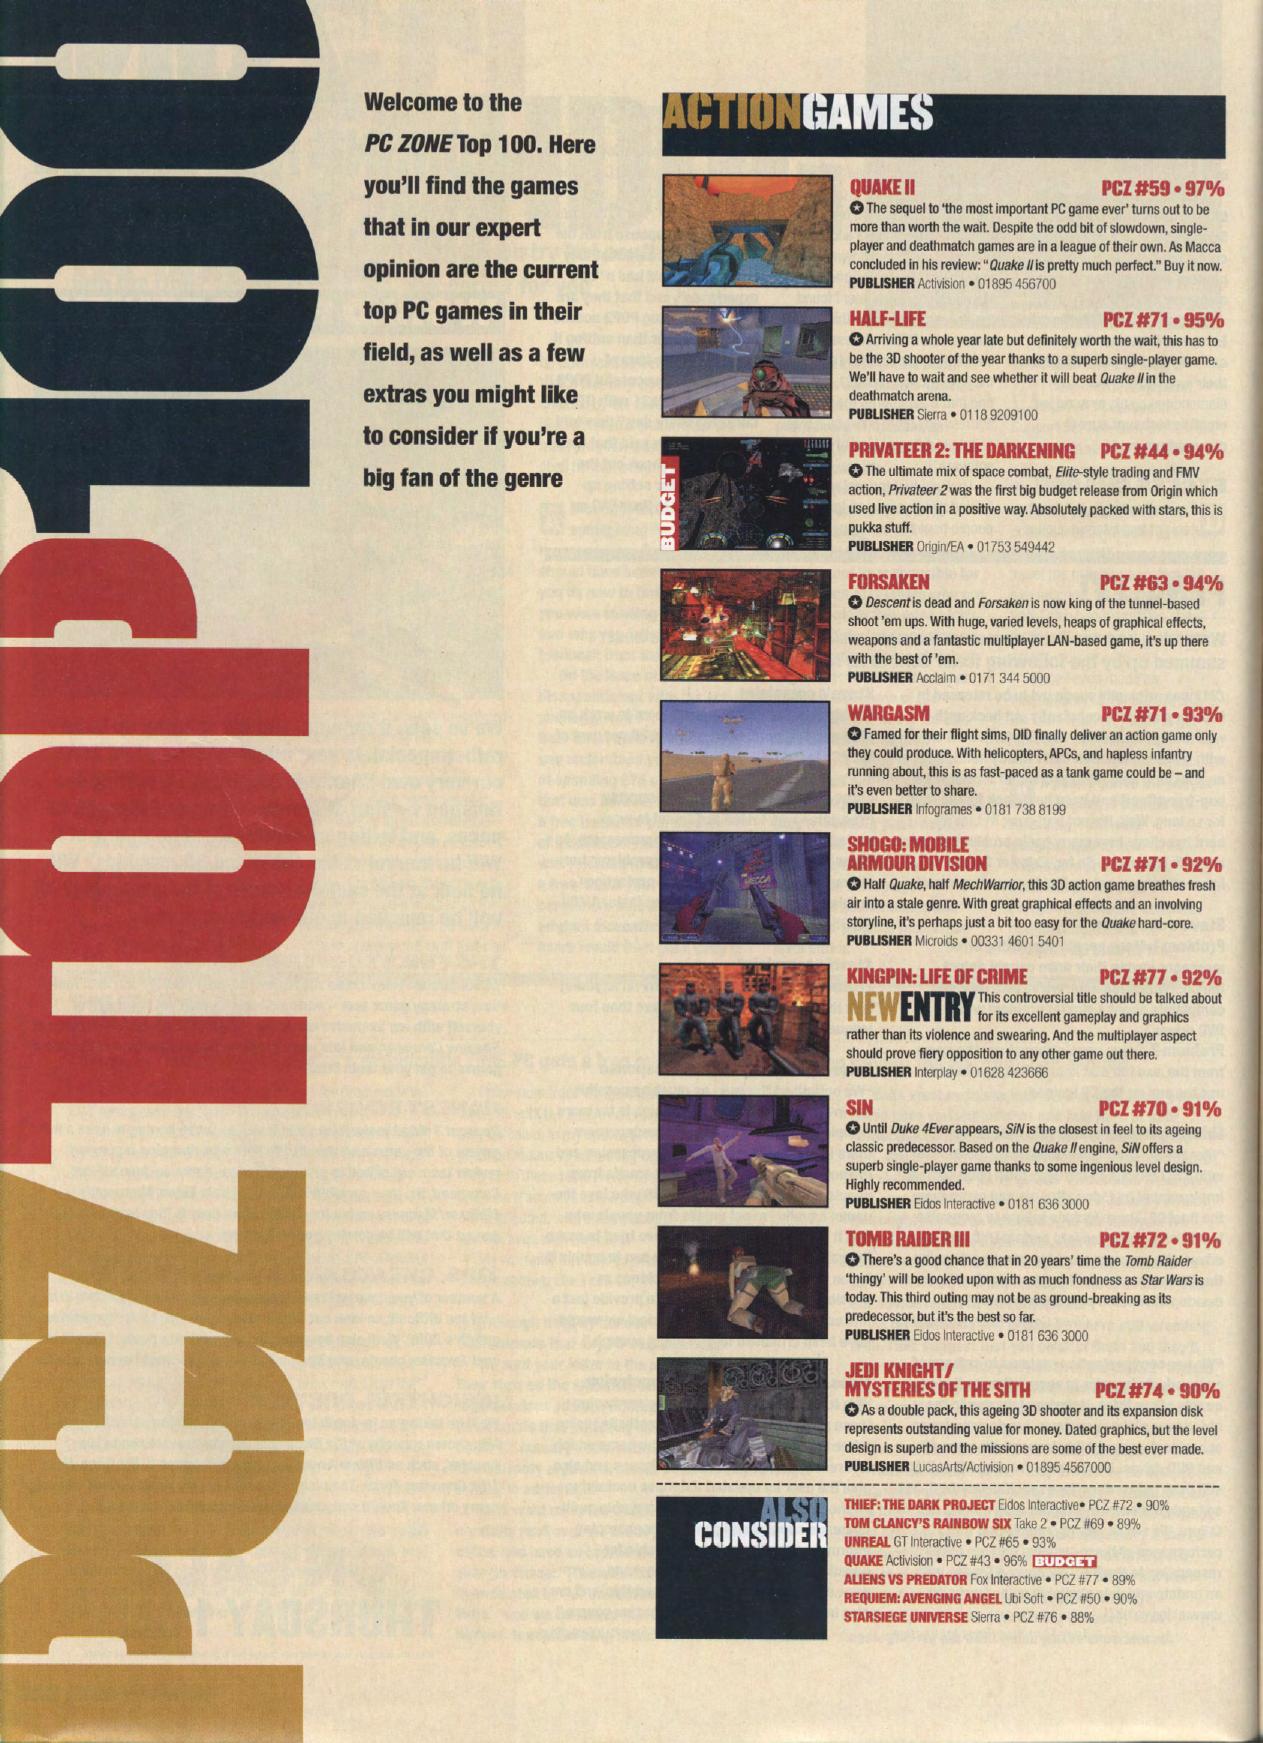 PCZ TOP 100
Welcome to the
PC ZONE Top 100. Here
you'll find the games
that in our expert
opinion are the current
top PC games in their
field, as well as a few
extras you might like
to consider if you're a
big fan of the genre
ACTIONGAMES
QUAKE II PCZ #59 • 97%
The sequel to 'the most important PC game ever' turns out to be
more than worth the wait. Despite the odd bit of slowdown, single-
player and deathmatch games are in a league of their own. As Macca
concluded in his review: "Quake II is pretty much perfect." Buy it now.
PUBLISHER Activision • 01895 456700
HALF-LIFE PCZ #71 • 95%
Arriving a whole year late but definitely worth the wait, this has to
be the 3D shooter of the year thanks to a superb single-player game.
We'll have to wait and see whether it will beat Quake II in the
deathmatch arena.
PUBLISHER Sierra • 0118 9209100
BUDGET
PRIVATEER 2: THE DARKENING PCZ #44 • 94%
The ultimate mix of space combat, Elite-style trading and FMV
action, Privateer 2 was the first big budget release from Origin which
used live action in a positive way. Absolutely packed with stars, this is
pukka stuff.
PUBLISHER Origin/EA • 01753 549442
FORSAKEN PCZ #63 • 94%
Descent is dead and Forsaken is now king of the tunnel-based
shoot 'em ups. With huge, varied levels, heaps of graphical effects,
weapons and a fantastic multiplayer LAN-based game, it's up there
with the best of 'em.
PUBLISHER Acclaim • 0171 344 5000
WARGASM PCZ #71 • 93%
Famed for their flight sims, DID finally deliver an action game only
they could produce. With helicopters, APCs, and hapless infantry
running about, this is as fast-paced as a tank game could be – and
it's even better to share.
PUBLISHER Infogrames • 0181 738 8199
SHOGO: MOBILE
ARMOUR DIVISION PCZ #71 • 92%
Half Quake, half MechWarrior, this 3D action game breathes fresh
air into a stale genre. With great graphical effects and an involving
storyline, it's perhaps just a bit too easy for the Quake hard-core.
PUBLISHER Microids • 00331 4601 5401
KINGPIN: LIFE OF CRIME PCZ #77 • 92%
NEWENTRY This controversial title should be talked about
for its excellent gameplay and graphics
rather than its violence and swearing. And the multiplayer aspect
should prove fiery opposition to any other game out there.
PUBLISHER Interplay • 01628 423666
SIN PCZ #70 • 91%
Until Duke 4Ever appears, SiN is the closest in feel to its ageing
classic predecessor. Based on the Quake II engine, SiN offers a
superb single-player game thanks to some ingenious level design.
Highly recommended.
PUBLISHER Eidos Interactive • 0181 636 3000
TOMB RAIDER III PCZ #72 • 91%
There's a good chance that in 20 years' time the Tomb Raider
'thingy' will be looked upon with as much fondness as Star Wars is
today. This third outing may not be as ground-breaking as its
predecessor, but it's the best so far.
PUBLISHER Eidos Interactive • 0181 636 3000
JEDI KNIGHT/
MYSTERIES OF THE SITH PCZ #74 • 90%
As a double pack, this ageing 3D shooter and its expansion disk
represents outstanding value for money. Dated graphics, but the level
design is superb and the missions are some of the best ever made.
PUBLISHER LucasArts/Activision • 01895 4567000
ALSO
CONSIDER
THIEF: THE DARK PROJECT Eidos Interactive• PCZ #72 • 90%
TOM CLANCY'S RAINBOW SIX Take 2 • PCZ #69 • 89%
UNREAL GT Interactive • PCZ #65 • 93%
QUAKE Activision • PCZ #43 • 96% BUDGET
ALIENS VS PREDATOR Fox Interactive • PCZ #77 • 89%
REQUIEM: AVENGING ANGEL Ubi Soft • PCZ #50 • 90%
STARSIEGE UNIVERSE Sierra • PCZ #76 • 88%